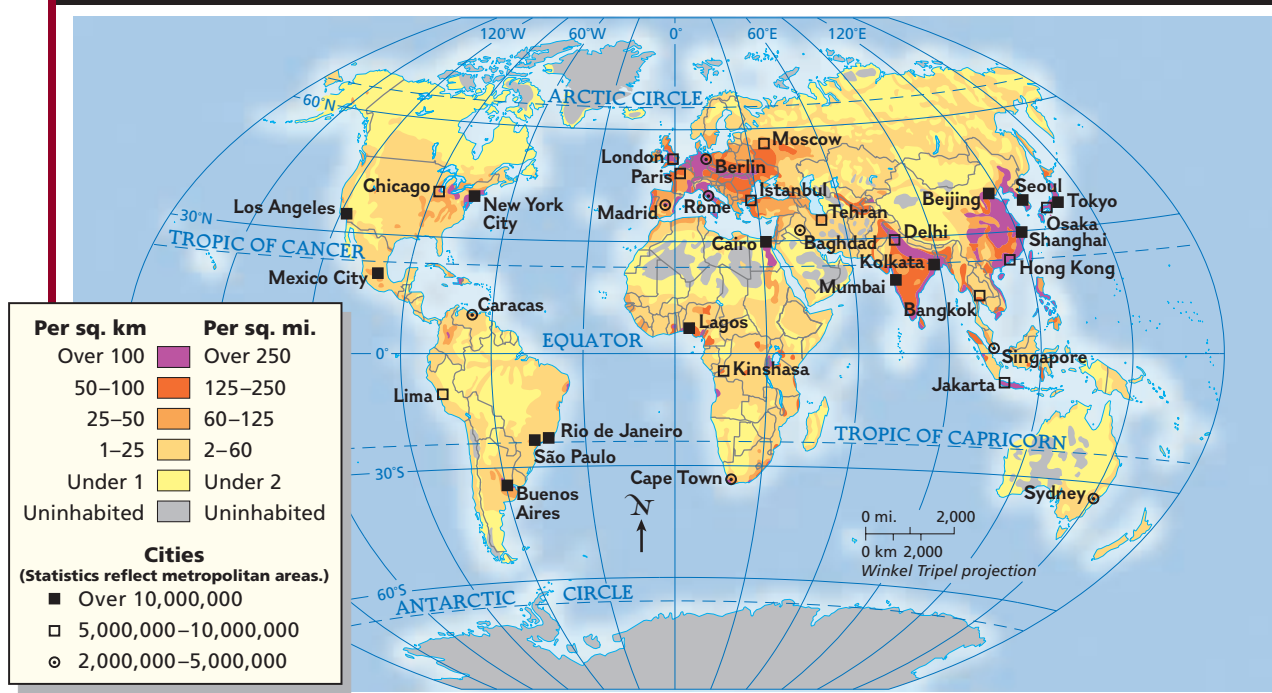 120°W 60°W 0° 60°E 120°E
60°N
ARCTIC CIRCLE
Moscow
London
Berlin
Paris
Chicago
Istanbul
Seoul
Beijing
Los Angeles
New York
City
Madrid
Rome
Tehran
Tokyo
Osaka
30°N
Delhi
Shanghai
TROPIC OF CANCER
Cairo
Baghdad
Kolkata
Hong Kong
Mexico City
Mumbai
Caracas
Bangkok
Lagos
EQUATOR
0°
Singapore
Kinshasa
Jakarta
Lima
Rio de Janeiro
São Paulo
TROPIC OF CAPRICORN
30°S
Cape Town
Buenos
Aires
Sydney
N
0 mi. 2,000
0 km 2,000
Winkel Tripel projection
60°S
ANTARCTIC CIRCLE
Per sq. km Per sq. mi.
Over 100 Over 250
50–100 125–250
25–50 60–125
1–25 2–60
Under 1 Under 2
Uninhabited Uninhabited
Cities
(Statistics reflect metropolitan areas.)
Over 10,000,000
5,000,000–10,000,000
2,000,000–5,000,000